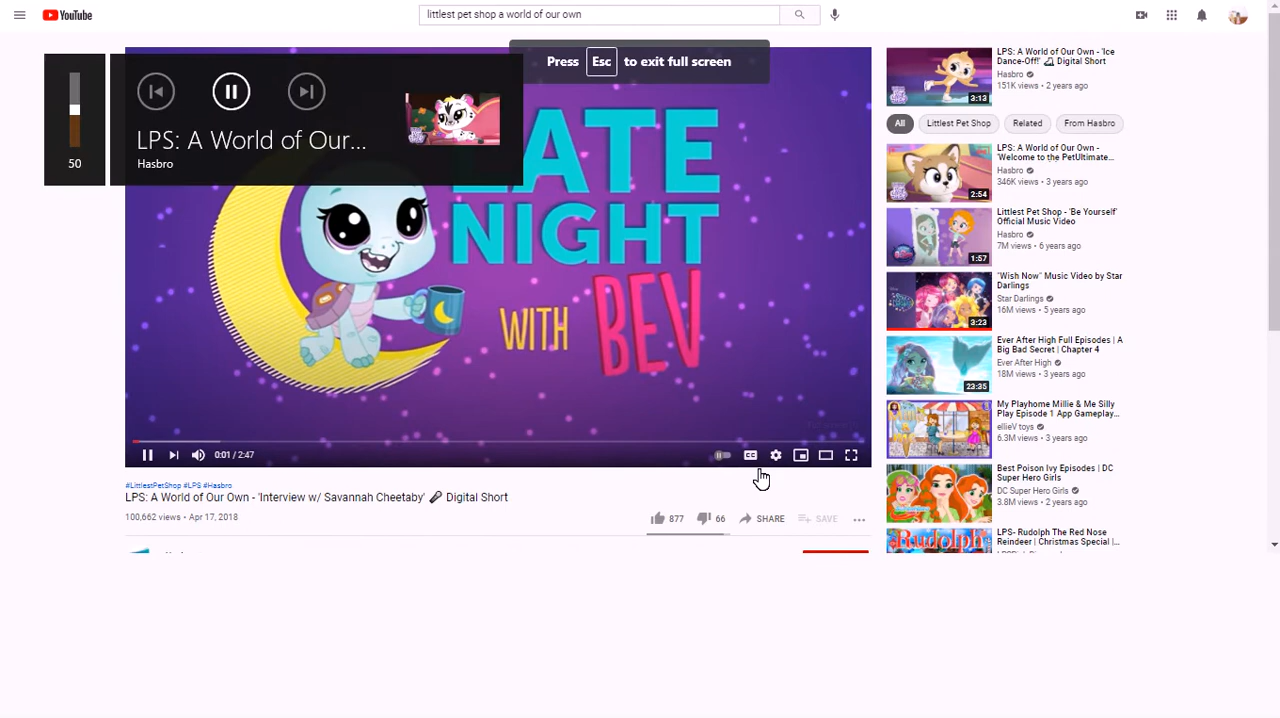 YouTube
littlest pet shop a world of our own
Press Esc to exit full screen
50
LPS: A World of Our...
Hasbro
LATE
NIGHT
WITH BEV
0:01 / 2:47
CC
#LittlestPetShop #LPS #Hasbro
LPS: A World of Our Own - 'Interview w/ Savannah Cheetaby' 🎤 Digital Short
100,662 views • Apr 17, 2018
877
66
SHARE
SAVE
LPS: A World of Our Own - 'Ice
Dance-Off!' ⛸ Digital Short
Hasbro
151K views • 2 years ago
3:13
All
Littlest Pet Shop
Related
From Hasbro
LPS: A World of Our Own -
'Welcome to the PetUltimate...
Hasbro
346K views • 3 years ago
2:54
Littlest Pet Shop - 'Be Yourself'
Official Music Video
Hasbro
7M views • 6 years ago
1:57
"Wish Now" Music Video by Star
Darlings
Star Darlings
16M views • 5 years ago
3:23
Ever After High Full Episodes | A
Big Bad Secret | Chapter 4
Ever After High
18M views • 3 years ago
23:35
My Playhome Millie & Me Silly
Play Episode 1 App Gameplay...
ellieV toys
6.3M views • 3 years ago
Best Poison Ivy Episodes | DC
Super Hero Girls
DC Super Hero Girls
3.8M views • 2 years ago
LPS- Rudolph The Red Nose
Reindeer | Christmas Special |...
Rudolph